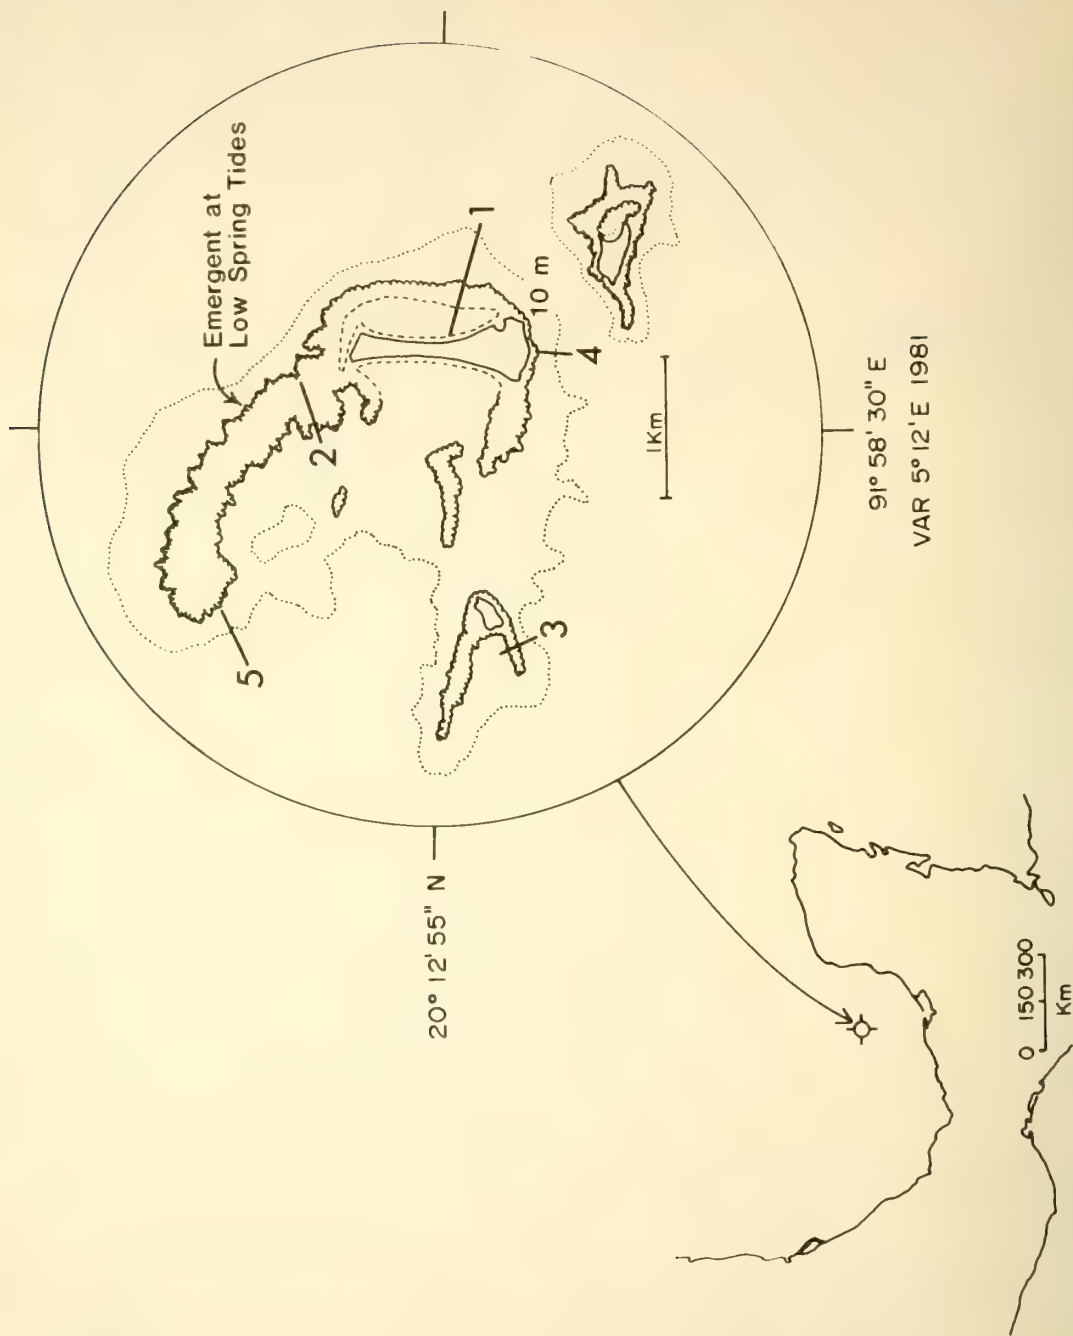 Emergent at
Low Spring Tides
1
2
10 m
4
1Km
3
5
20° 12' 55" N
91° 58' 30" E
VAR 5° 12' E 1981
0 150 300
Km